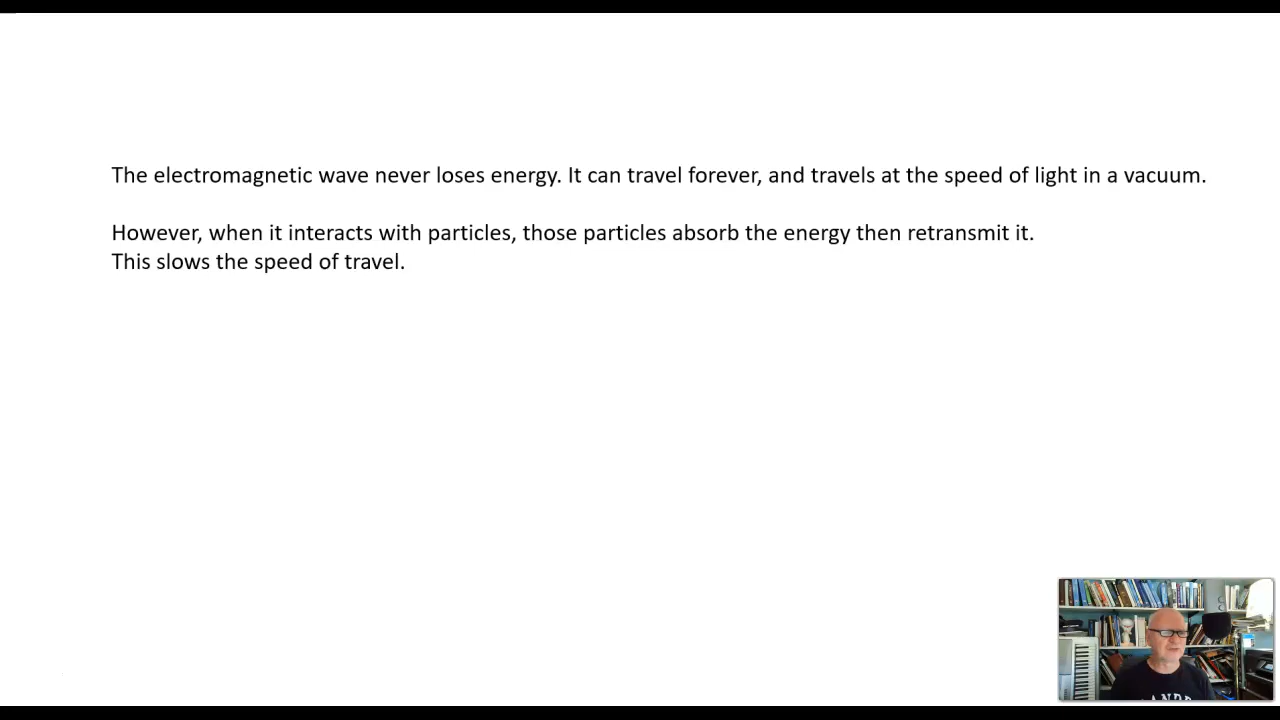 The electromagnetic wave never loses energy. It can travel forever, and travels at the speed of light in a vacuum.
However, when it interacts with particles, those particles absorb the energy then retransmit it.
This slows the speed of travel.